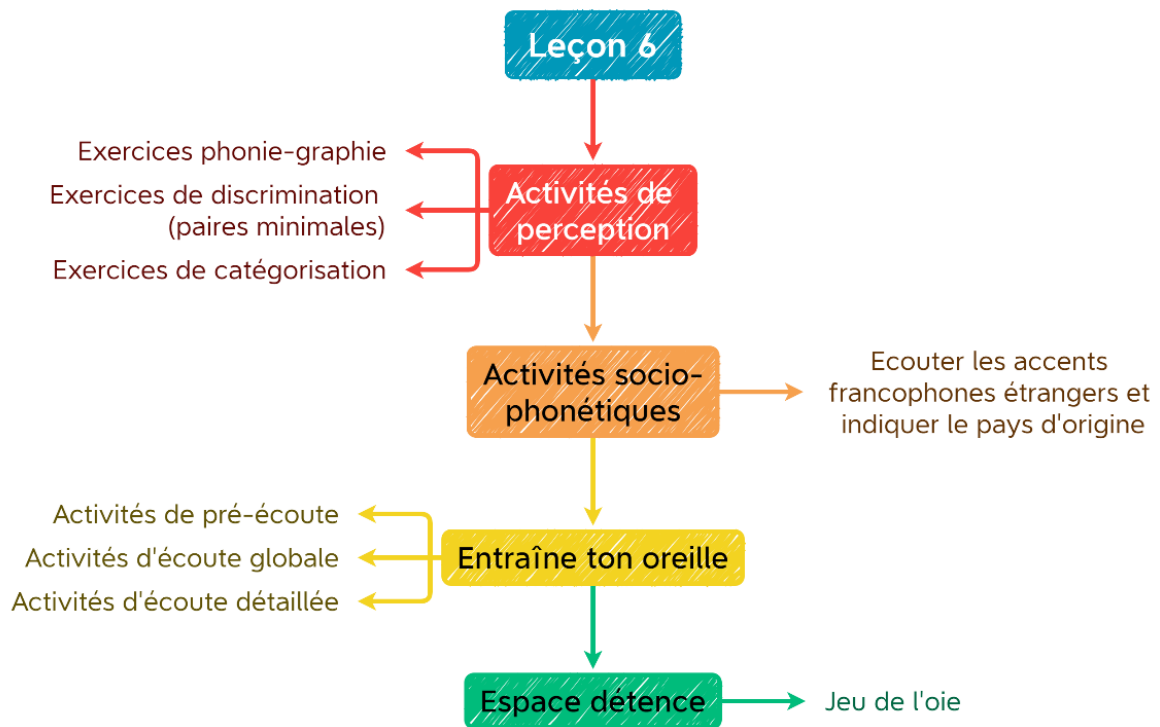 Leçon 6
Exercices phonie-graphie
Exercices de discrimination
(paires minimales)
Exercices de catégorisation
Activités de
perception
Activités socio-
phonétiques
Ecouter les accents
francophones étrangers et
indiquer le pays d'origine
Activités de pré-écoute
Activités d'écoute globale
Activités d'écoute détaillée
Entraîne ton oreille
Espace détence
Jeu de l'oie